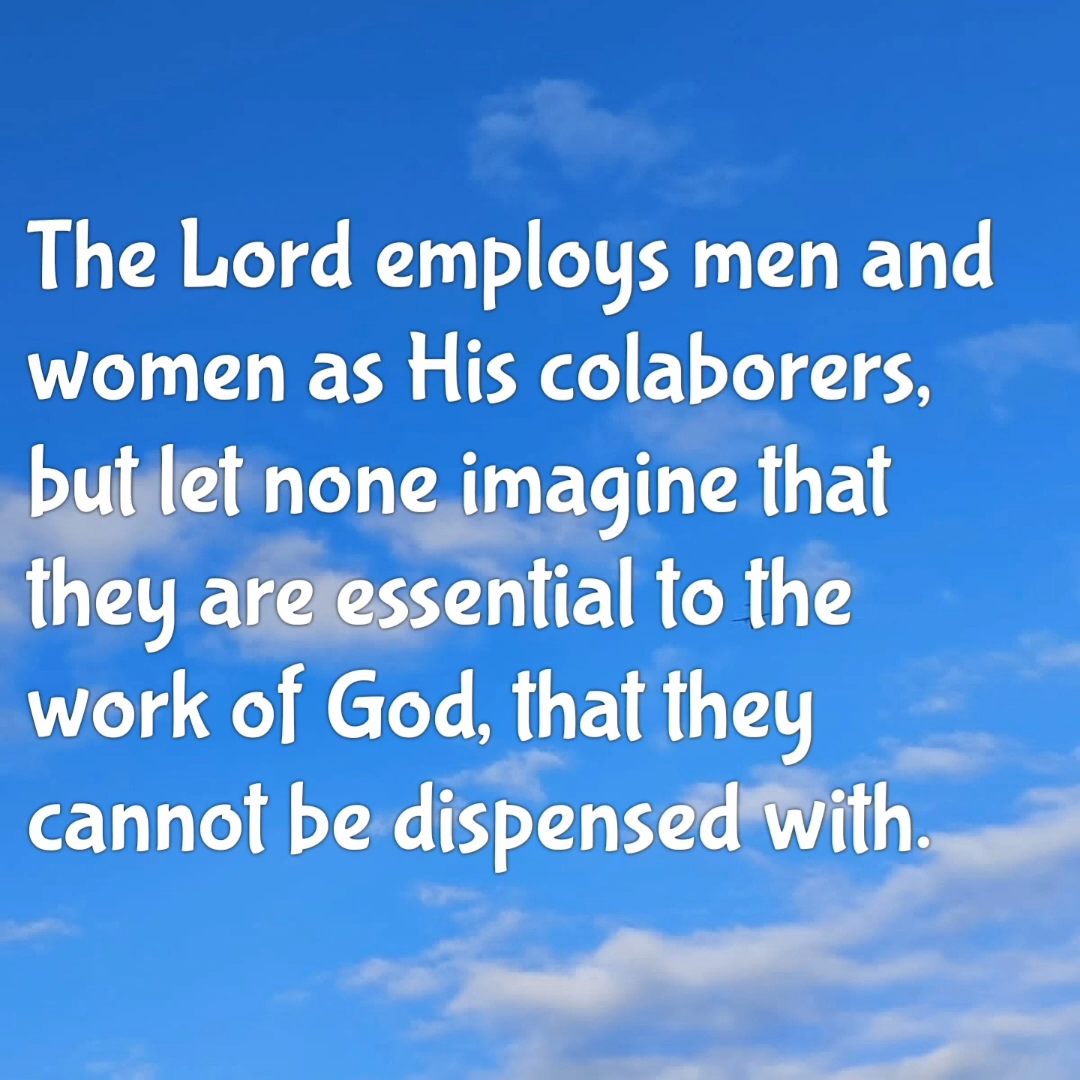 The Lord employs men and
women as His colaborers,
but let none imagine that
they are essential to the
work of God, that they
cannot be dispensed with.